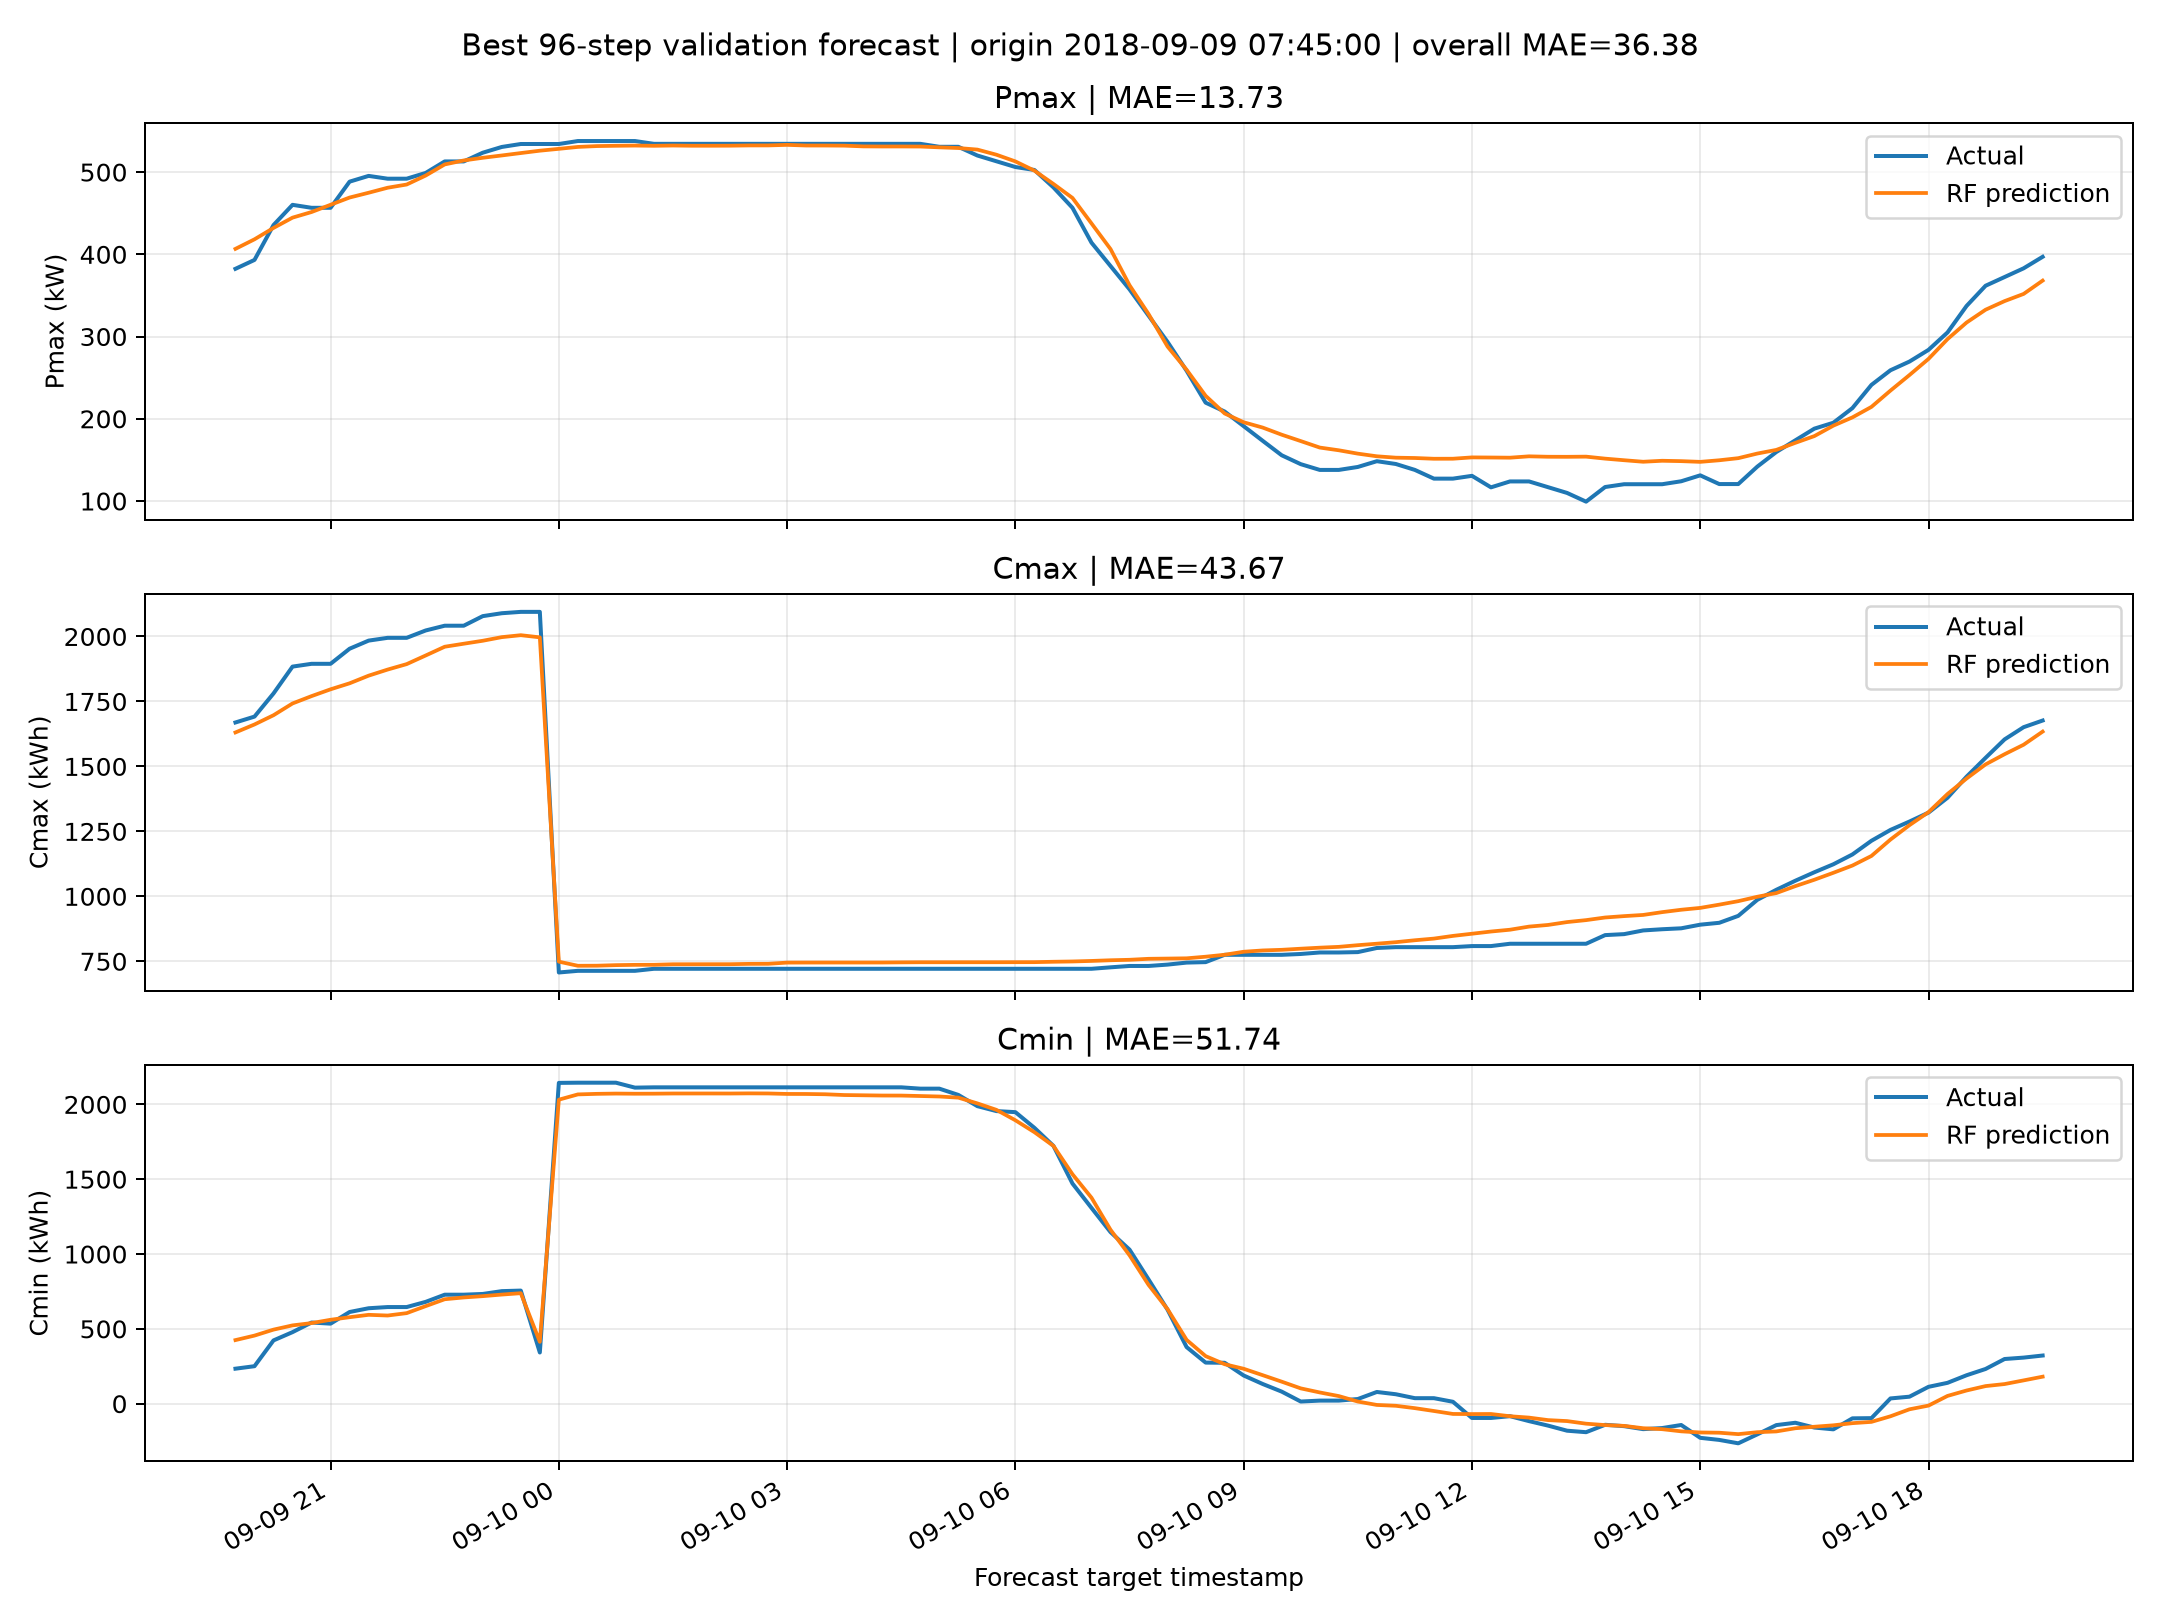 Best 96-step validation forecast | origin 2018-09-09 07:45:00 | overall MAE=36.38
Pmax | MAE=13.73
Pmax (kW)
500
400
300
200
100
Actual
RF prediction
Cmax | MAE=43.67
Cmax (kWh)
2000
1750
1500
1250
1000
750
Actual
RF prediction
Cmin | MAE=51.74
Cmin (kWh)
2000
1500
1000
500
0
Actual
RF prediction
09-09 21
09-10 00
09-10 03
09-10 06
09-10 09
09-10 12
09-10 15
09-10 18
Forecast target timestamp